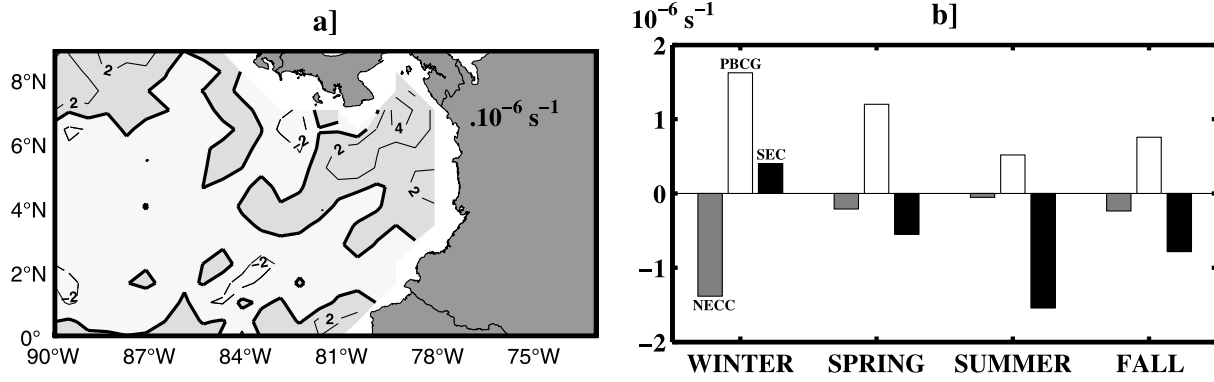 a]
8°N
6°N
4°N
2°N
0°
90°W
87°W
84°W
81°W
78°W
75°W
2
2
-2
2
4
2
-2
-2
2
.10⁻⁶ s⁻¹
b]
10⁻⁶ s⁻¹
2
1
0
−1
−2
PBCG
SEC
NECC
WINTER
SPRING
SUMMER
FALL